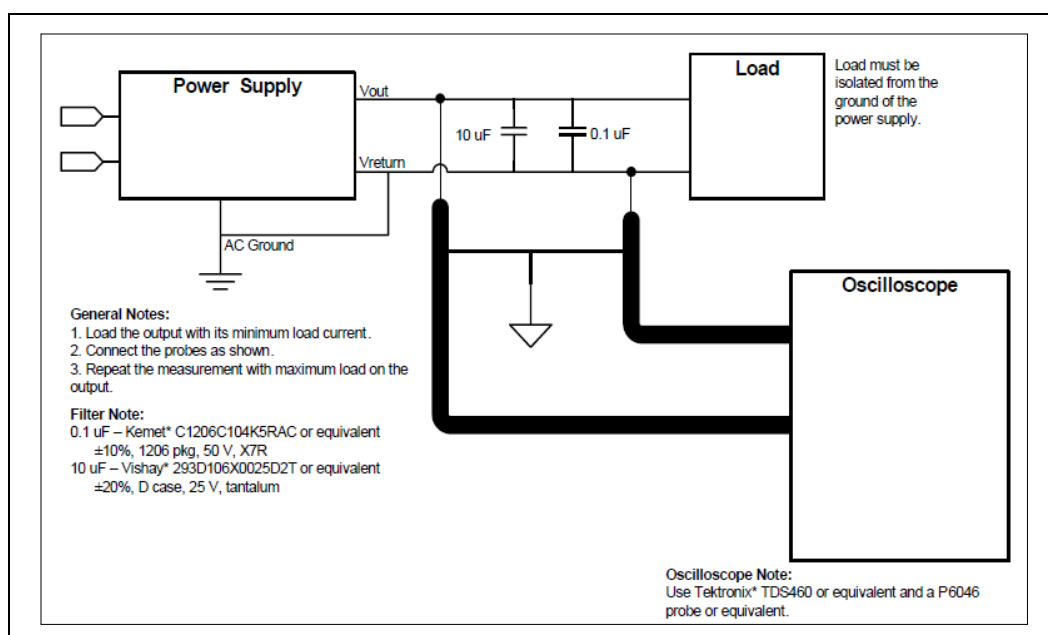 Power Supply
Vout
Vreturn
AC Ground
10 uF
0.1 uF
Load
Load must be
isolated from the
ground of the
power supply.
Oscilloscope
General Notes:
1. Load the output with its minimum load current.
2. Connect the probes as shown.
3. Repeat the measurement with maximum load on the
output.
Filter Note:
0.1 uF – Kemet* C1206C104K5RAC or equivalent
±10%, 1206 pkg, 50 V, X7R
10 uF – Vishay* 293D106X0025D2T or equivalent
±20%, D case, 25 V, tantalum
Oscilloscope Note:
Use Tektronix* TDS460 or equivalent and a P6046
probe or equivalent.